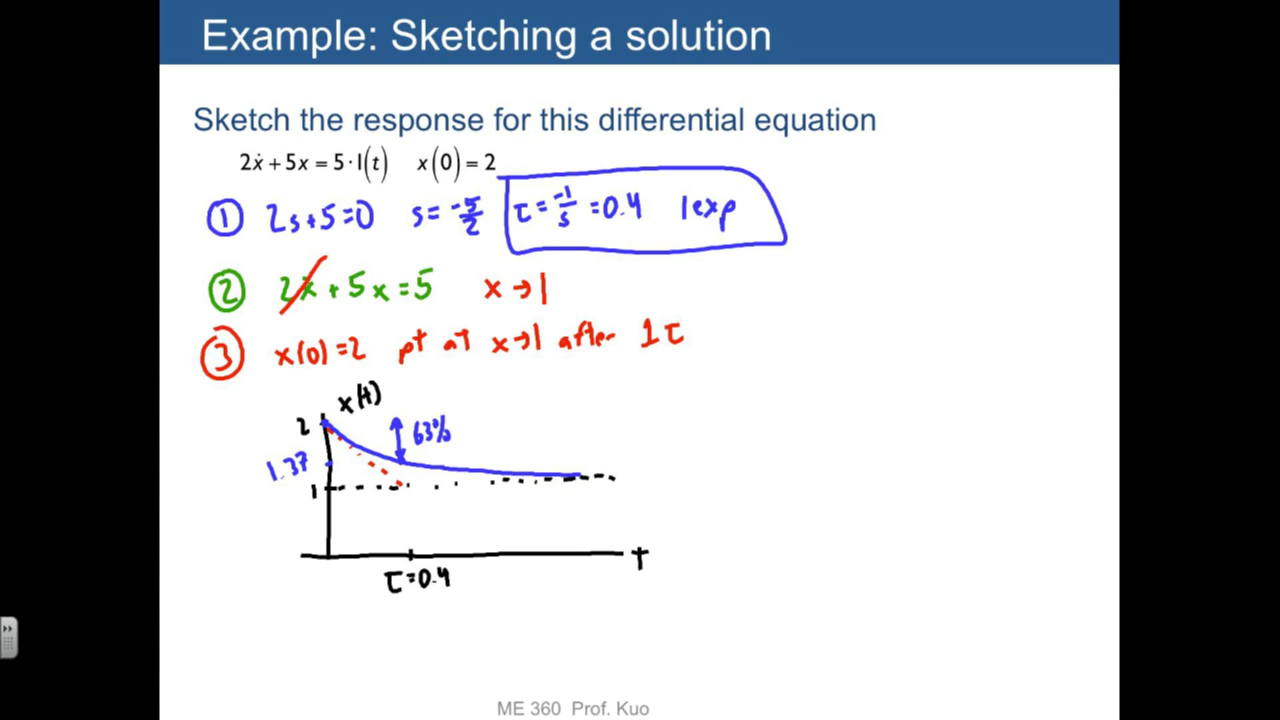 Example: Sketching a solution
Sketch the response for this differential equation
2ẋ + 5x = 5·1(t)   x(0) = 2
① 2s+5=0   s = -5/2   τ = -1/s = 0.4   1 exp
② 2ẋ + 5x = 5   x → 1
③ x(0) = 2   pt at x→1 after 1τ
x(t)
2
63%
1.37
1
t
τ=0.4
ME 360 Prof. Kuo